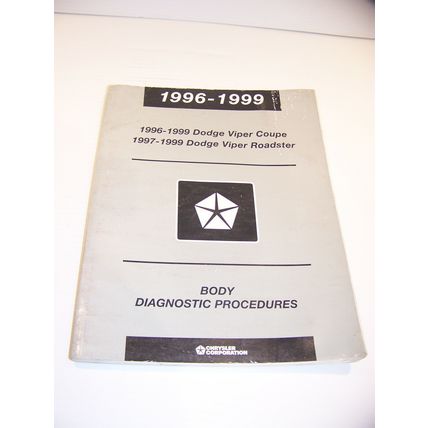 1996-1999
1996-1999 Dodge Viper Coupe
1997-1999 Dodge Viper Roadster
BODY
DIAGNOSTIC PROCEDURES
CHRYSLER
CORPORATION